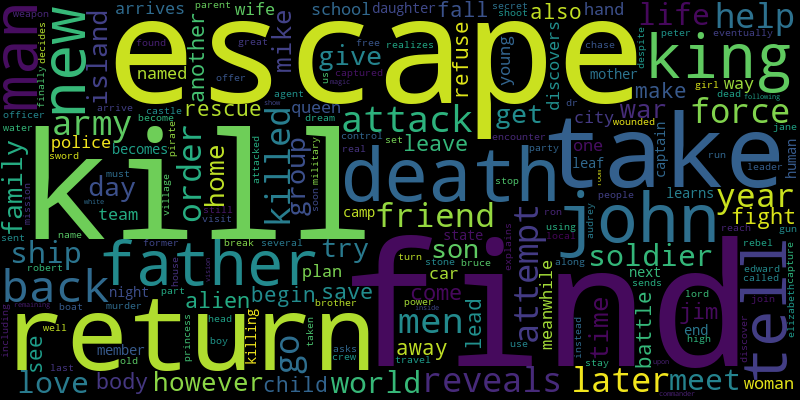 escape
kill
find
return
take
death
john
father
king
man
new
back
tell
men
attack
army
help
life
force
year
fight
war
make
way
girl
dead
city
one
leaf
captain
human
jane
dr
peter
despite
eventually
mother
discovers
young
refuse
fall
also
hand
get
leave
give
mike
daughter
school
wife
parent
arrives
another
named
rescue
queen
island
weapon
finally
decides
arrive
castle
become
officer
water
police
sword
becomes
day
must
team
pirate
village
order
home
killed
group
military
attacked
control
real
set
dream
captured
magic
us
free
realizes
great
offer
agent
found
show
secret
shoot
chase
following
encounter
party
stop
wounded
run
leader
learns
people
reach
gun
rebel
audrey
using
local
ron
along
friend
son
camp
state
explains
attempt
meanwhile
soldier
next
sends
battle
time
jim
end
high
lord
edward
called
elizabeth
capture
join
discover
woman
meet
later
reveals
world
child
however
body
love
see
go
killing
save
begin
alien
plan
try
ship
family
mission
sent
name
white
former
break
several
still
visit
night
house
part
robert
boat
murder
member
old
last
well
including
remaining
princess
head
boy
taken
brother
asks
crew
turn
stone
bruce
car
come
power
inside
travel
away
lead
use
instead
stay
upon
commander
soon